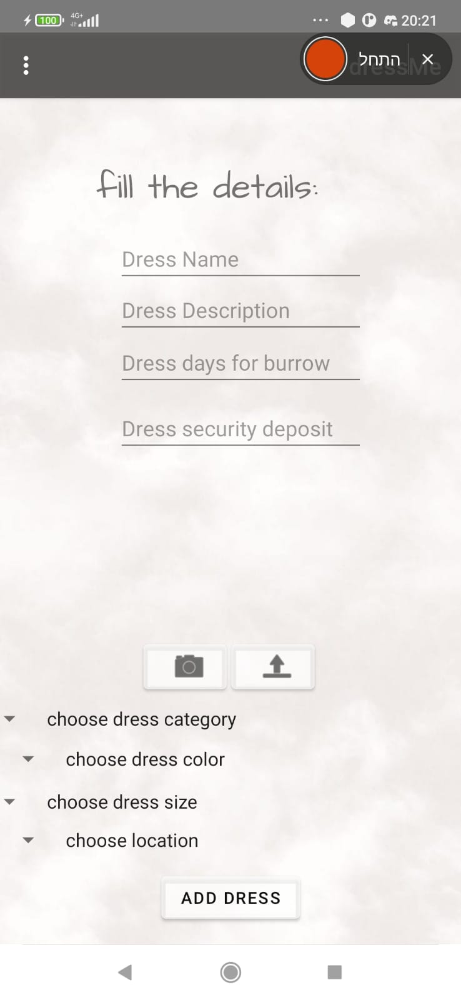 100 4G+ 20:21
התחל
dressMe
fill the details:
Dress Name
Dress Description
Dress days for burrow
Dress security deposit
choose dress category
choose dress color
choose dress size
choose location
ADD DRESS